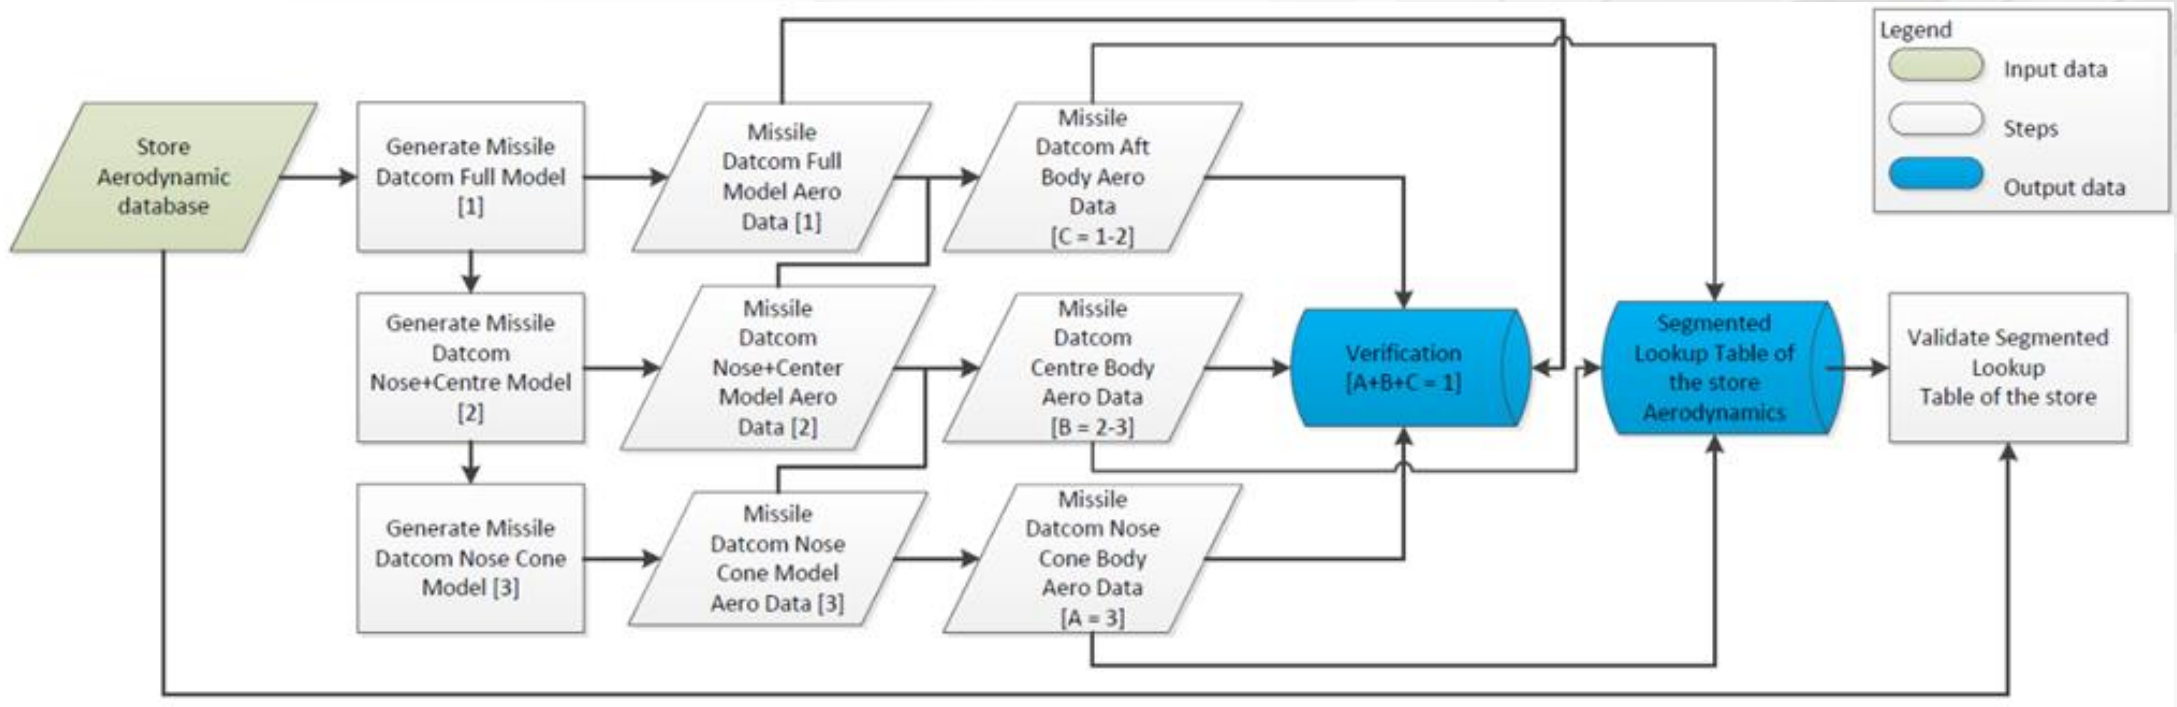 Legend
Input data
Steps
Output data
Store
Aerodynamic
database
Generate Missile
Datcom Full Model
[1]
Missile
Datcom Full
Model Aero
Data [1]
Missile
Datcom Aft
Body Aero
Data
[C = 1-2]
Generate Missile
Datcom
Nose+Centre Model
[2]
Missile
Datcom
Nose+Center
Model Aero
Data [2]
Missile
Datcom
Centre Body
Aero Data
[B = 2-3]
Verification
[A+B+C = 1]
Segmented
Lookup Table of
the store
Aerodynamics
Validate Segmented
Lookup
Table of the store
Generate Missile
Datcom Nose Cone
Model [3]
Missile
Datcom Nose
Cone Model
Aero Data [3]
Missile
Datcom Nose
Cone Body
Aero Data
[A = 3]